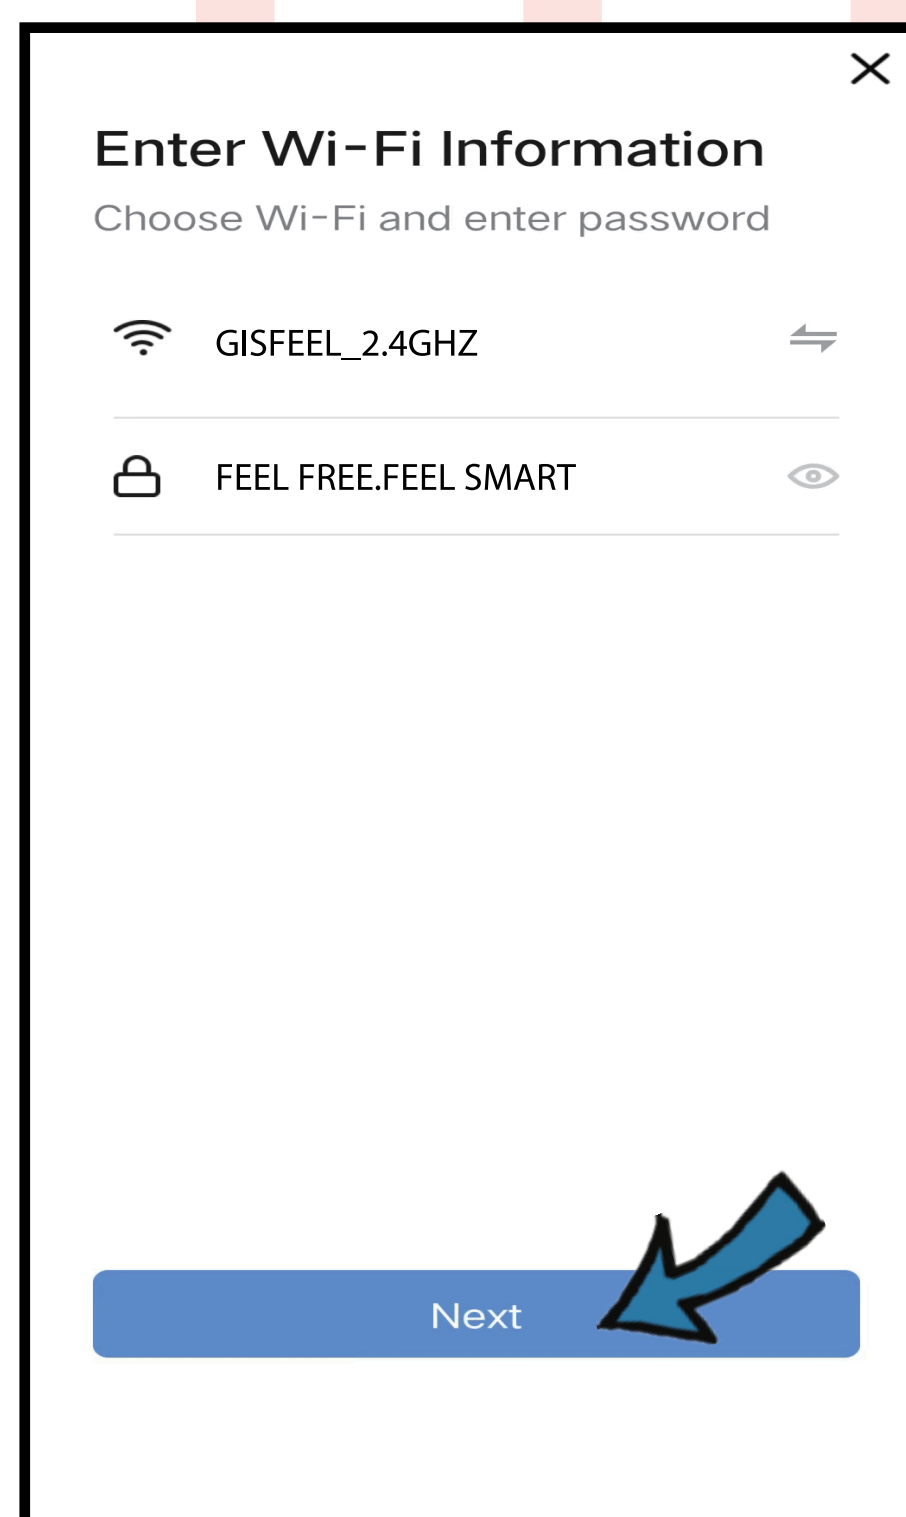 Enter Wi-Fi Information
Choose Wi-Fi and enter password
GISFEEL_2.4GHZ
FEEL FREE.FEEL SMART
Next